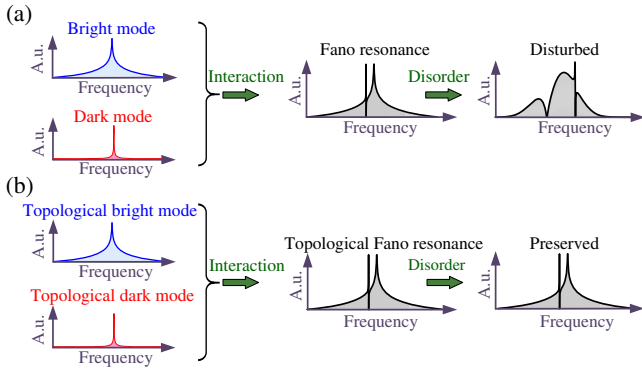 (a)
Bright mode
A.u.
Frequency
Dark mode
A.u.
Frequency
Interaction
Fano resonance
A.u.
Frequency
Disorder
Disturbed
A.u.
Frequency
(b)
Topological bright mode
A.u.
Frequency
Topological dark mode
A.u.
Frequency
Interaction
Topological Fano resonance
A.u.
Frequency
Disorder
Preserved
A.u.
Frequency